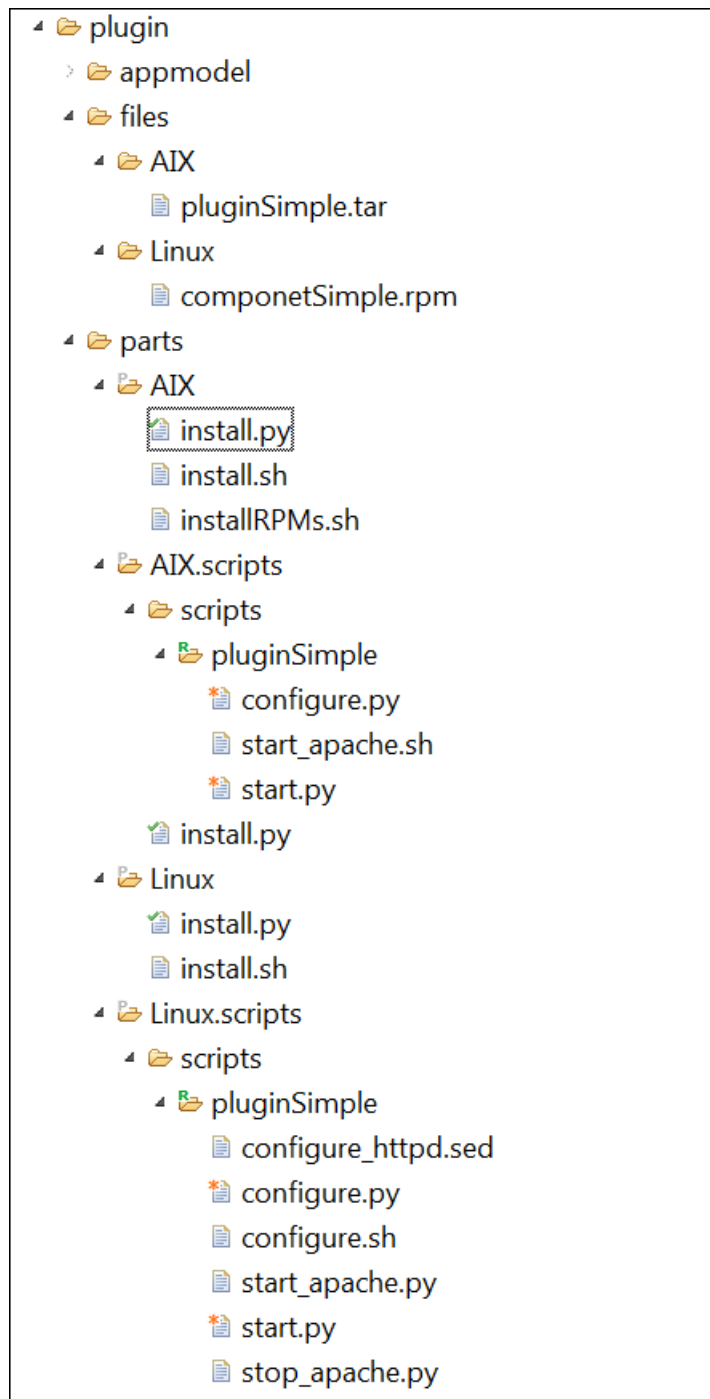 plugin
appmodel
files
AIX
pluginSimple.tar
Linux
componetSimple.rpm
parts
AIX
install.py
install.sh
installRPMs.sh
AIX.scripts
scripts
pluginSimple
configure.py
start_apache.sh
start.py
install.py
Linux
install.py
install.sh
Linux.scripts
scripts
pluginSimple
configure_httpd.sed
configure.py
configure.sh
start_apache.py
start.py
stop_apache.py